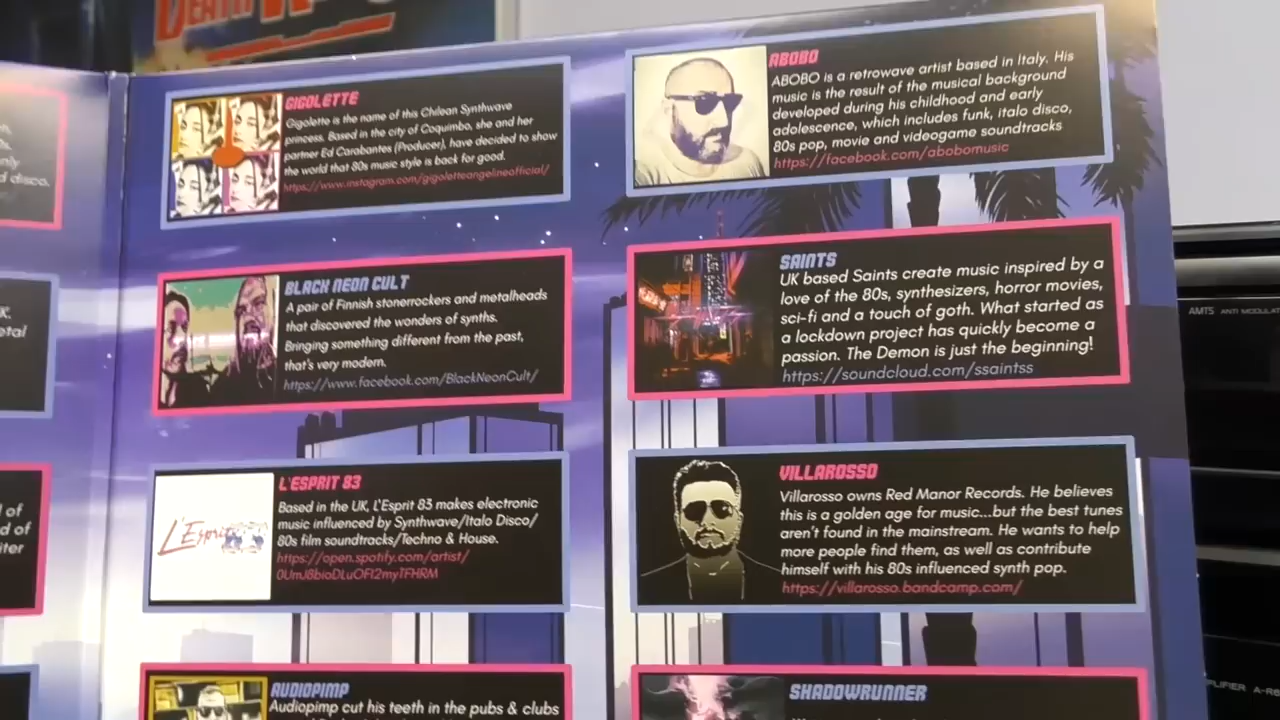 DEATH
disco.
GIGOLETTE
Gigolette is the name of this Chilean Synthwave
princess. Based in the city of Coquimbo, she and her
partner Ed Carabantes (Producer), have decided to show
the world that 80s music style is back for good.
https://www.instagram.com/gigoletteangelineofficial/
ABOBO
ABOBO is a retrowave artist based in Italy. His
music is the result of the musical background
developed during his childhood and early
adolescence, which includes funk, italo disco,
80s pop, movie and videogame soundtracks
https://facebook.com/abobomusic
BLACK NEON CULT
A pair of Finnish stonerrockers and metalheads
that discovered the wonders of synths.
Bringing something different from the past,
that's very modern.
https://www.facebook.com/BlackNeonCult/
SAINTS
UK based Saints create music inspired by a
love of the 80s, synthesizers, horror movies,
sci-fi and a touch of goth. What started as
a lockdown project has quickly become a
passion. The Demon is just the beginning!
https://soundcloud.com/ssaintss
L'ESPRIT 83
L'Esprit
Based in the UK, L'Esprit 83 makes electronic
music influenced by Synthwave/Italo Disco/
80s film soundtracks/Techno & House.
https://open.spotify.com/artist/
0UmJ8bioDLuOFI2myTFHRM
VILLAROSSO
Villarosso owns Red Manor Records. He believes
this is a golden age for music...but the best tunes
aren't found in the mainstream. He wants to help
more people find them, as well as contribute
himself with his 80s influenced synth pop.
https://villarosso.bandcamp.com/
of
of
AUDIOPIMP
Audiopimp cut his teeth in the pubs & clubs
SHADOWRUNNER
AMTS ANTI